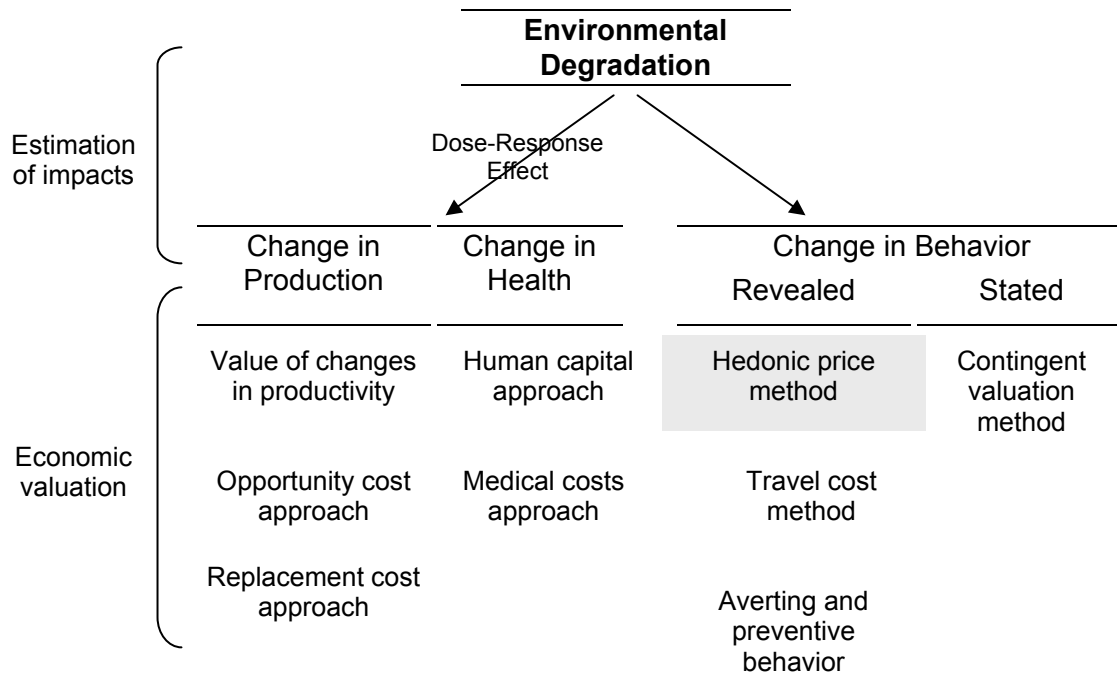 Environmental
Degradation
Estimation
of impacts
Dose-Response
Effect
Change in
Production
Change in
Health
Change in Behavior
Revealed
Stated
Economic
valuation
Value of changes
in productivity
Human capital
approach
Hedonic price
method
Contingent
valuation
method
Opportunity cost
approach
Medical costs
approach
Travel cost
method
Replacement cost
approach
Averting and
preventive
behavior